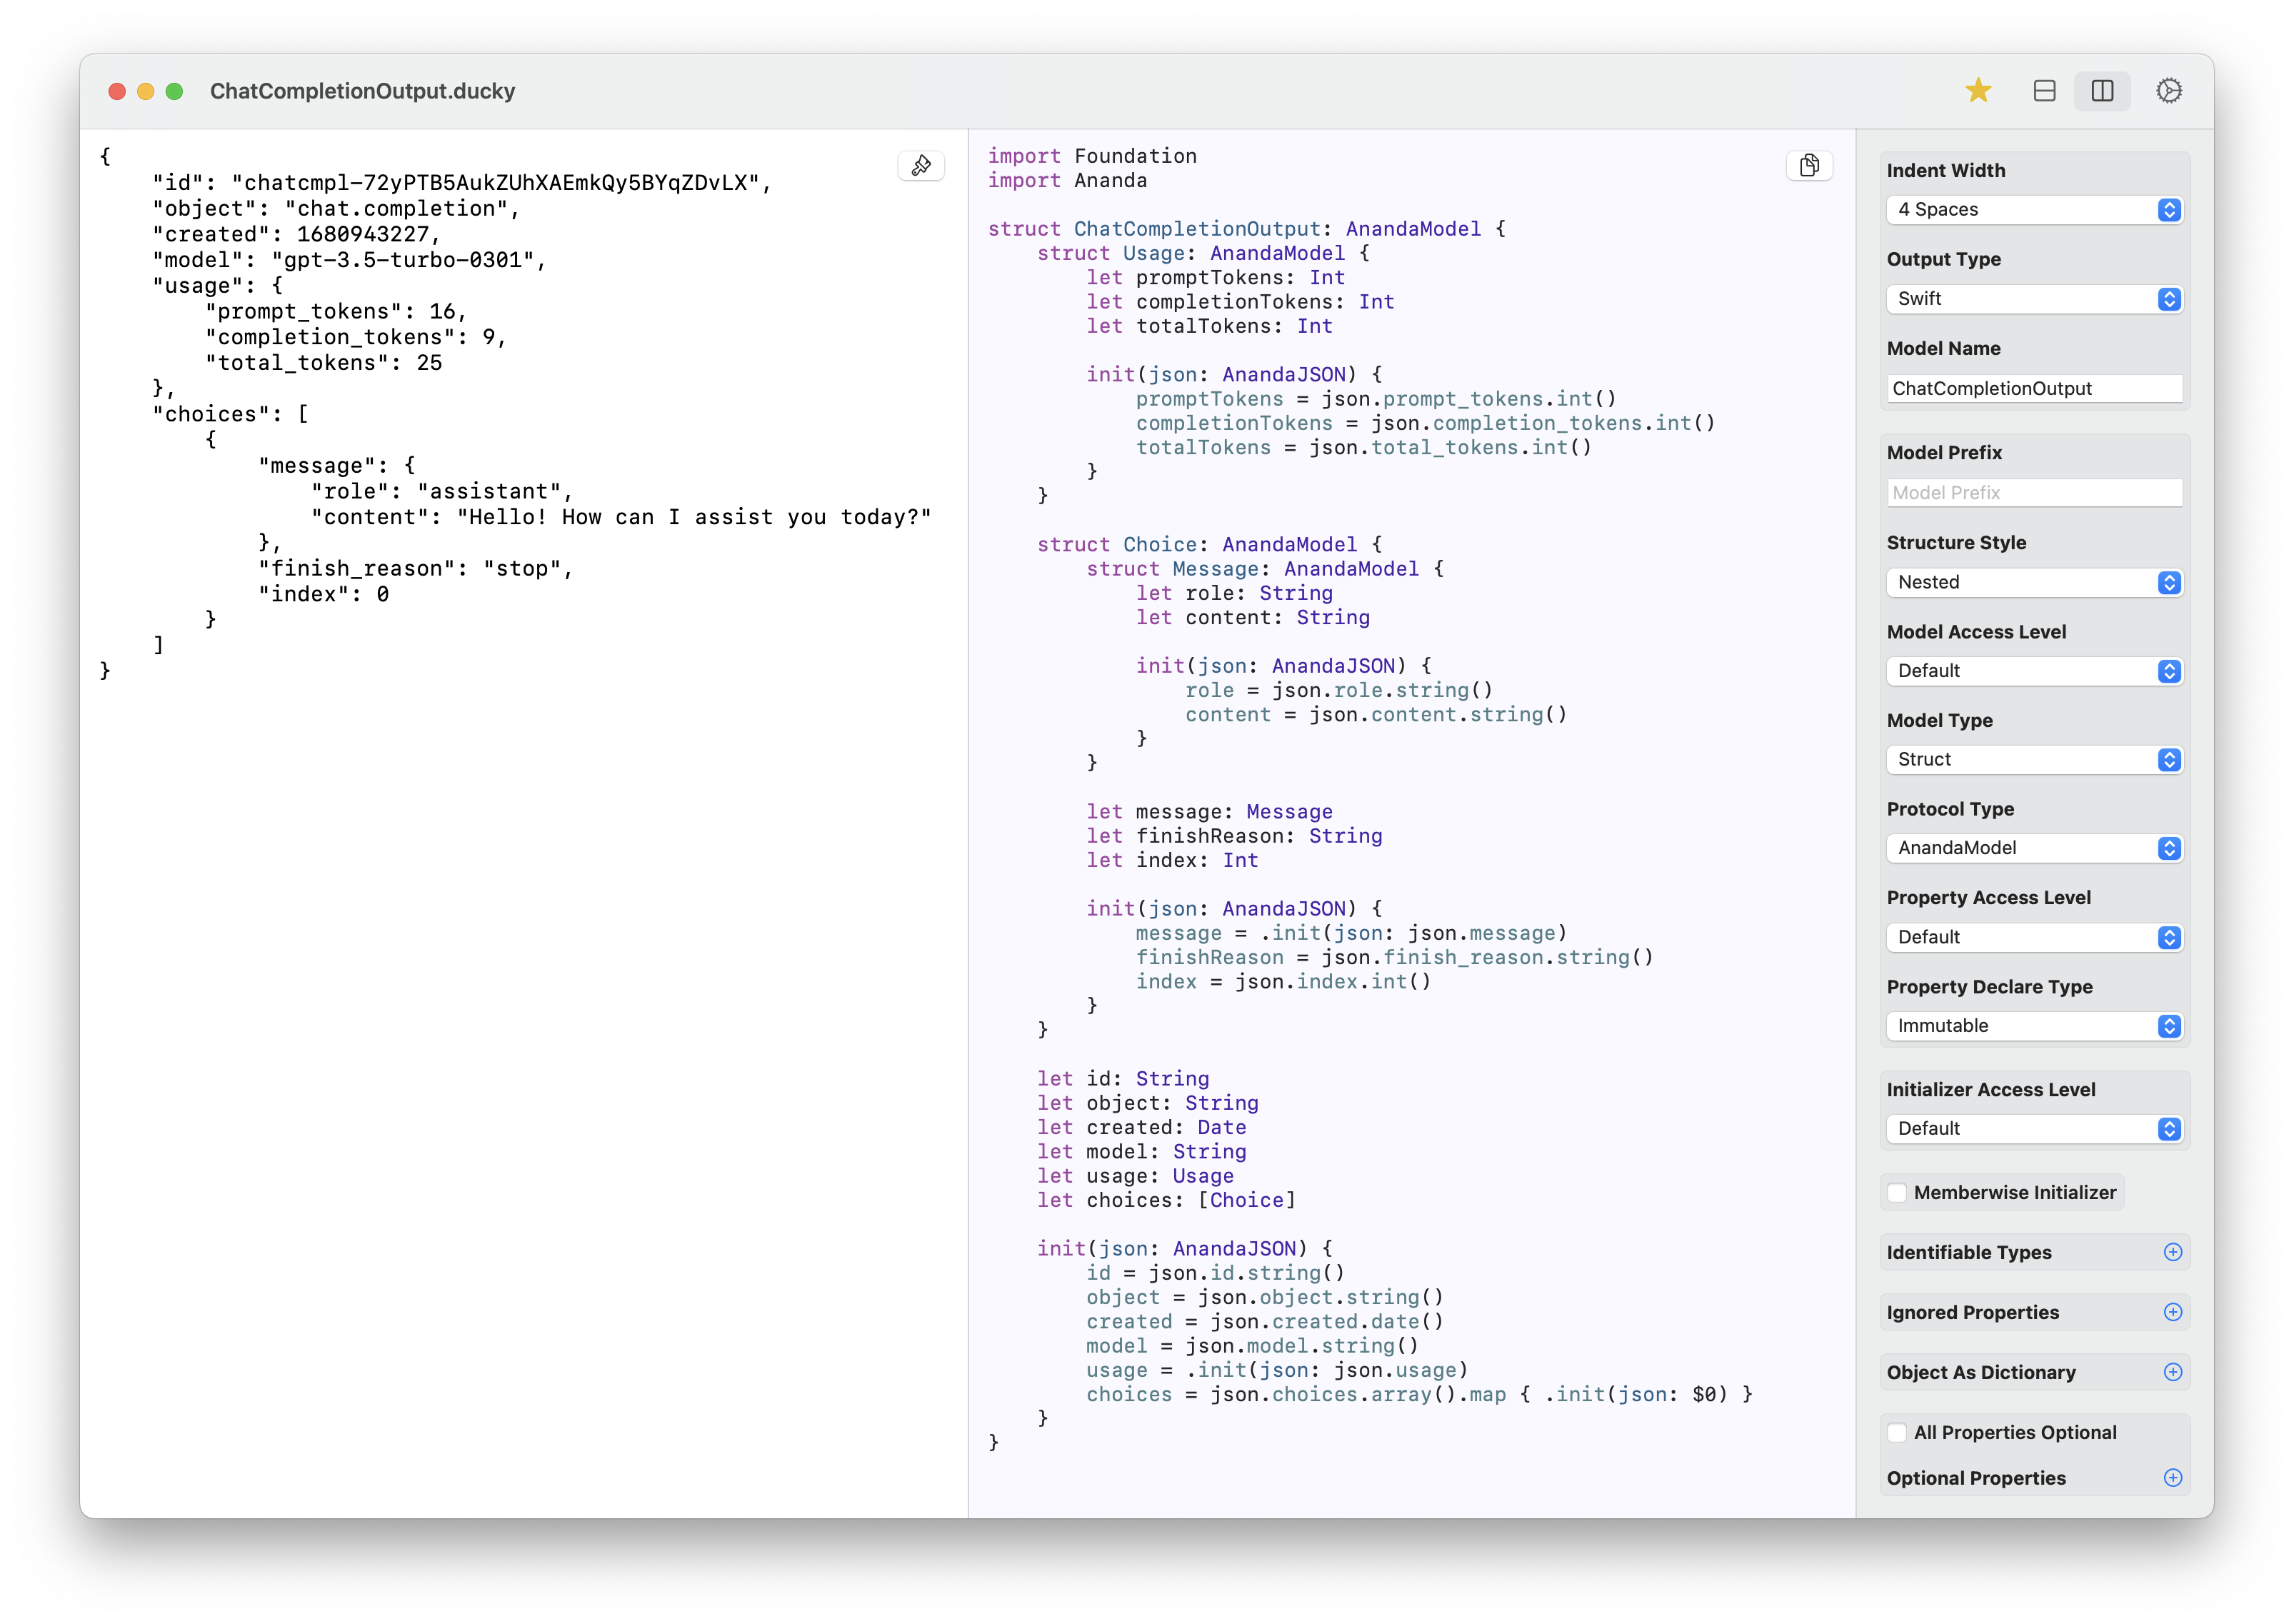 ChatCompletionOutput.ducky
{
    "id": "chatcmpl-72yPTB5AukZUhXAEmkQy5BYqZDvLX",
    "object": "chat.completion",
    "created": 1680943227,
    "model": "gpt-3.5-turbo-0301",
    "usage": {
        "prompt_tokens": 16,
        "completion_tokens": 9,
        "total_tokens": 25
    },
    "choices": [
        {
            "message": {
                "role": "assistant",
                "content": "Hello! How can I assist you today?"
            },
            "finish_reason": "stop",
            "index": 0
        }
    ]
}
import Foundation
import Ananda
struct ChatCompletionOutput: AnandaModel {
    struct Usage: AnandaModel {
        let promptTokens: Int
        let completionTokens: Int
        let totalTokens: Int
        init(json: AnandaJSON) {
            promptTokens = json.prompt_tokens.int()
            completionTokens = json.completion_tokens.int()
            totalTokens = json.total_tokens.int()
        }
    }
    struct Choice: AnandaModel {
        struct Message: AnandaModel {
            let role: String
            let content: String
            init(json: AnandaJSON) {
                role = json.role.string()
                content = json.content.string()
            }
        }
        let message: Message
        let finishReason: String
        let index: Int
        init(json: AnandaJSON) {
            message = .init(json: json.message)
            finishReason = json.finish_reason.string()
            index = json.index.int()
        }
    }
    let id: String
    let object: String
    let created: Date
    let model: String
    let usage: Usage
    let choices: [Choice]
    init(json: AnandaJSON) {
        id = json.id.string()
        object = json.object.string()
        created = json.created.date()
        model = json.model.string()
        usage = .init(json: json.usage)
        choices = json.choices.array().map { .init(json: $0) }
    }
}
Indent Width
4 Spaces
Output Type
Swift
Model Name
ChatCompletionOutput
Model Prefix
Model Prefix
Structure Style
Nested
Model Access Level
Default
Model Type
Struct
Protocol Type
AnandaModel
Property Access Level
Default
Property Declare Type
Immutable
Initializer Access Level
Default
Memberwise Initializer
Identifiable Types
Ignored Properties
Object As Dictionary
All Properties Optional
Optional Properties